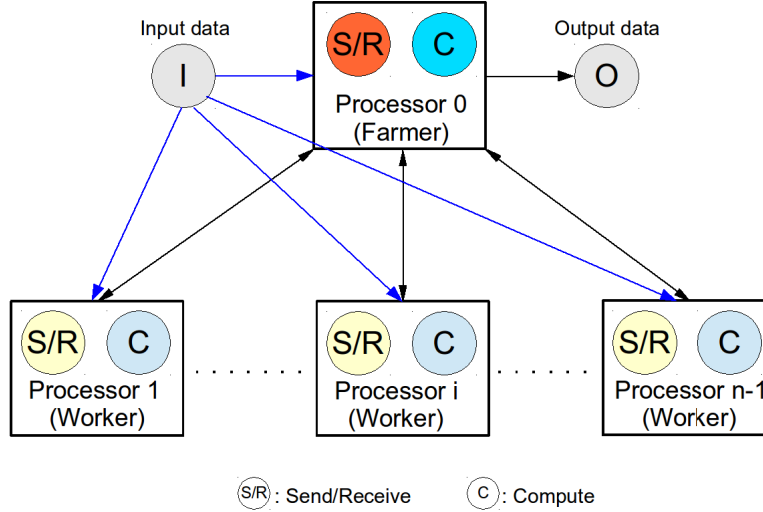 Input data
Output data
I
S/R
C
O
Processor 0
(Farmer)
S/R
C
S/R
C
S/R
C
Processor 1
(Worker)
Processor i
(Worker)
Processor n-1
(Worker)
S/R : Send/Receive
C : Compute